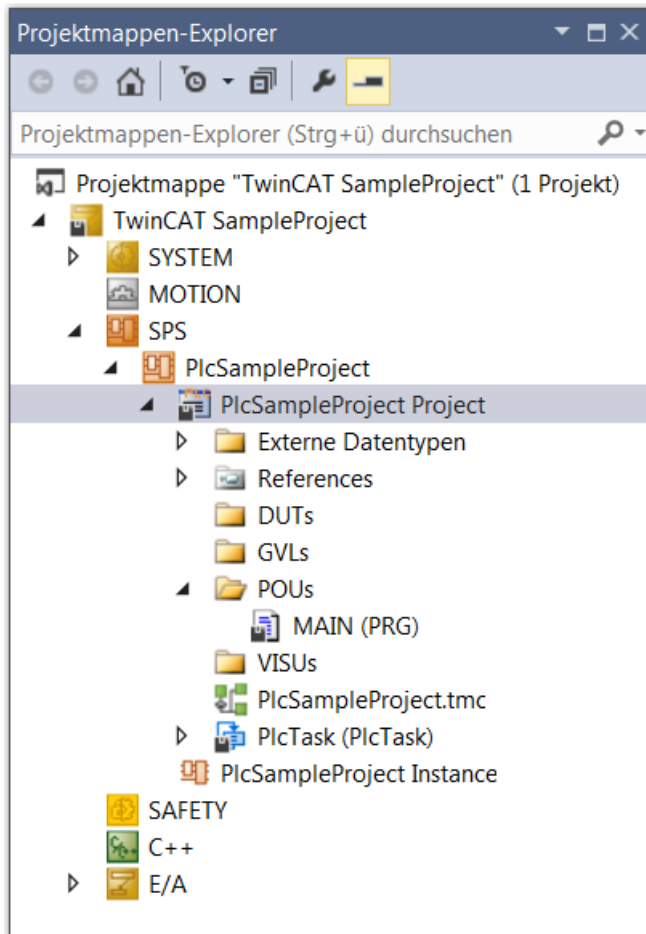 Projektmappen-Explorer
Projektmappen-Explorer (Strg+ü) durchsuchen
Projektmappe "TwinCAT SampleProject" (1 Projekt)
TwinCAT SampleProject
SYSTEM
MOTION
SPS
PlcSampleProject
PlcSampleProject Project
Externe Datentypen
References
DUTs
GVLs
POUs
MAIN (PRG)
VISUs
PlcSampleProject.tmc
PlcTask (PlcTask)
PlcSampleProject Instance
SAFETY
C++
E/A